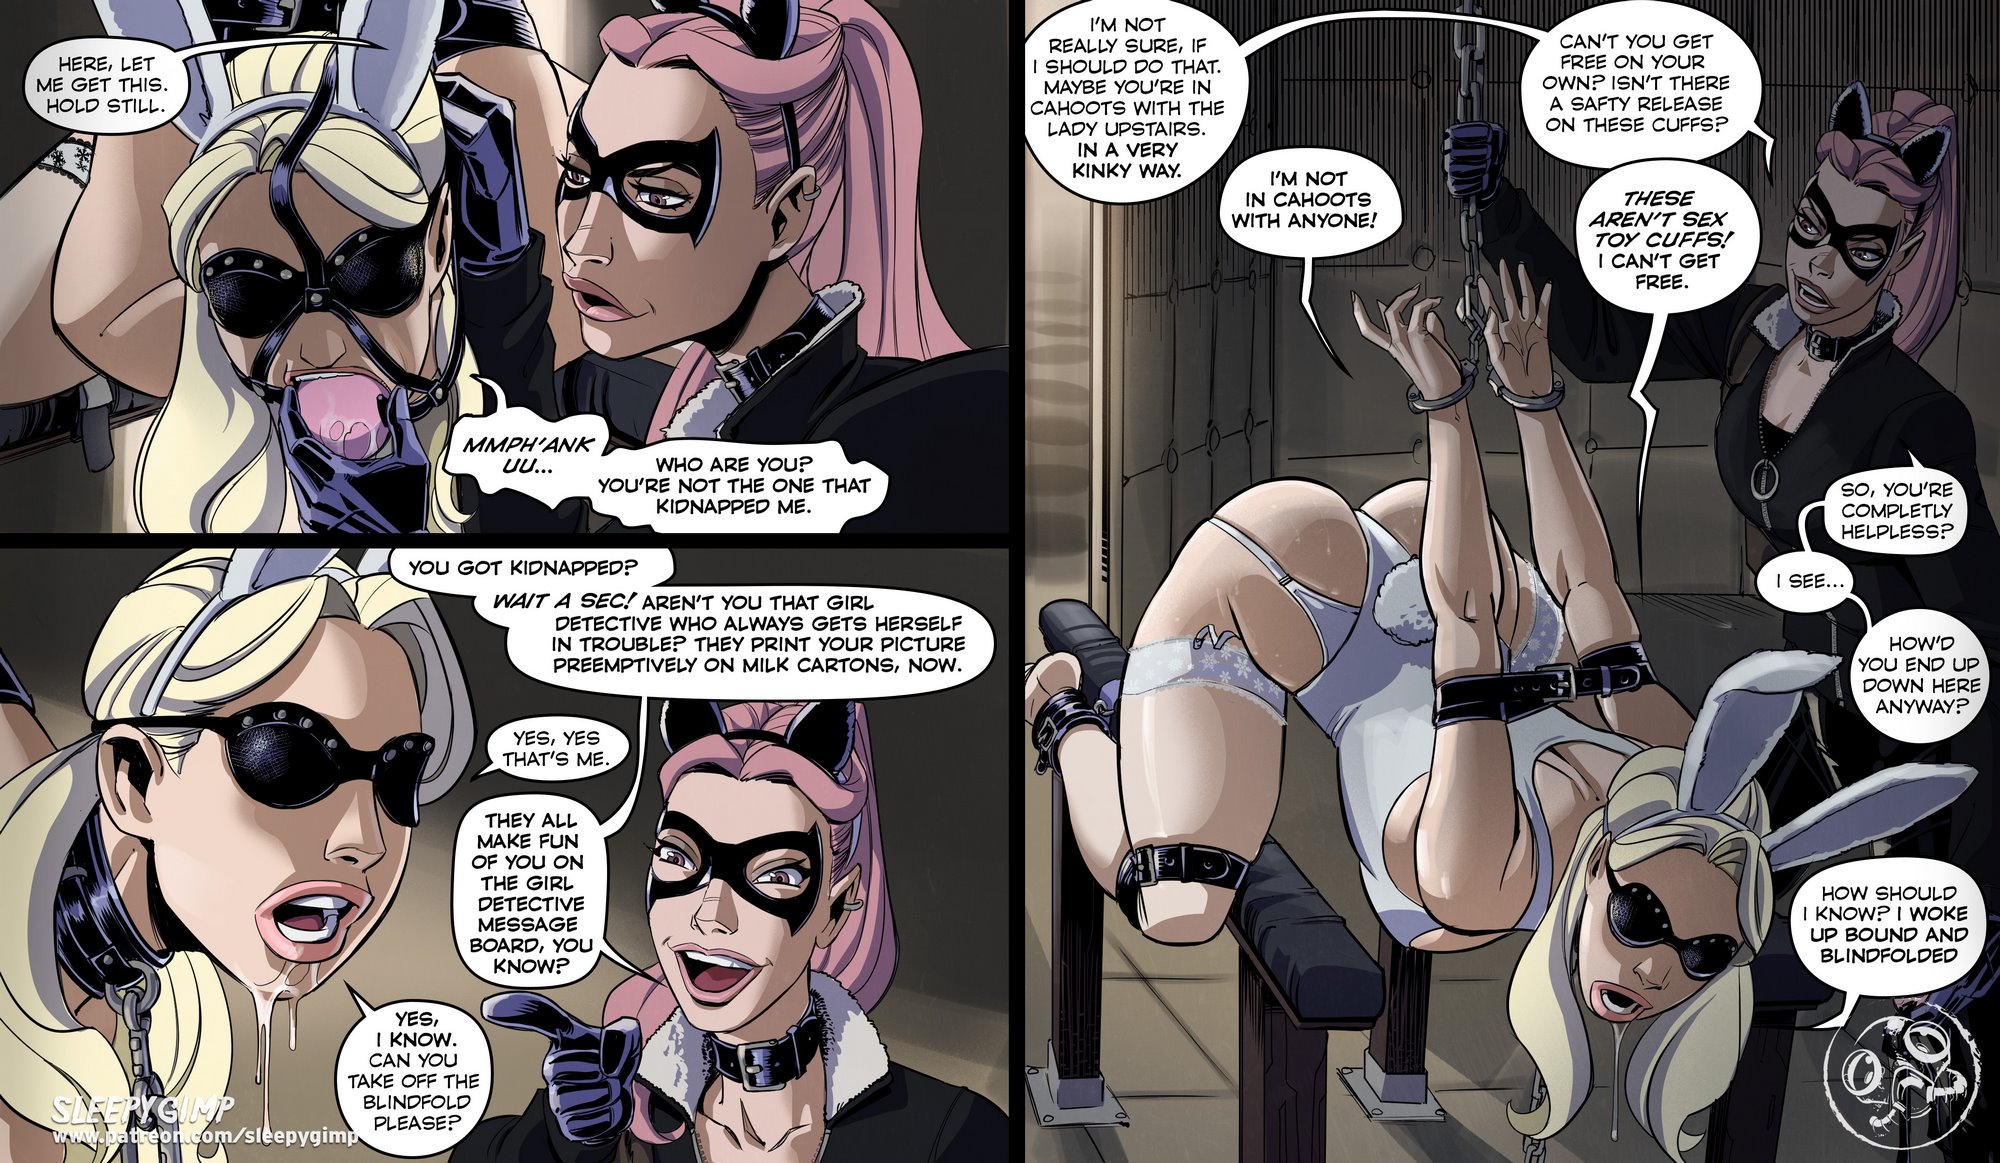 HERE, LET
ME GET THIS.
HOLD STILL.
MMPH'ANK
UU...
WHO ARE YOU?
YOU'RE NOT THE ONE THAT
KIDNAPPED ME.
YOU GOT KIDNAPPED?
WAIT A SEC! AREN'T YOU THAT GIRL
DETECTIVE WHO ALWAYS GETS HERSELF
IN TROUBLE? THEY PRINT YOUR PICTURE
PREEMPTIVELY ON MILK CARTONS, NOW.
YES, YES
THAT'S ME.
THEY ALL
MAKE FUN
OF YOU ON
THE GIRL
DETECTIVE
MESSAGE
BOARD, YOU
KNOW?
YES,
I KNOW.
CAN YOU
TAKE OFF THE
BLINDFOLD
PLEASE?
SLEEPYGIMP
www.patreon.com/sleepygimp
I'M NOT
REALLY SURE, IF
I SHOULD DO THAT.
MAYBE YOU'RE IN
CAHOOTS WITH THE
LADY UPSTAIRS.
IN A VERY
KINKY WAY.
I'M NOT
IN CAHOOTS
WITH ANYONE!
CAN'T YOU GET
FREE ON YOUR
OWN? ISN'T THERE
A SAFTY RELEASE
ON THESE CUFFS?
THESE
AREN'T SEX
TOY CUFFS!
I CAN'T GET
FREE.
SO, YOU'RE
COMPLETLY
HELPLESS?
I SEE...
HOW'D
YOU END UP
DOWN HERE
ANYWAY?
HOW SHOULD
I KNOW? I WOKE
UP BOUND AND
BLINDFOLDED